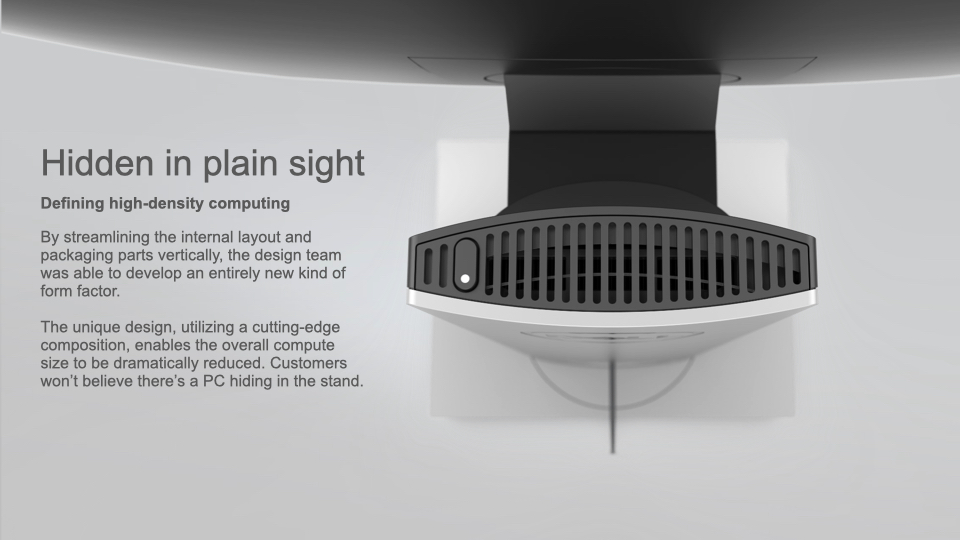 Hidden in plain sight
Defining high-density computing
By streamlining the internal layout and
packaging parts vertically, the design team
was able to develop an entirely new kind of
form factor.
The unique design, utilizing a cutting-edge
composition, enables the overall compute
size to be dramatically reduced. Customers
won’t believe there’s a PC hiding in the stand.